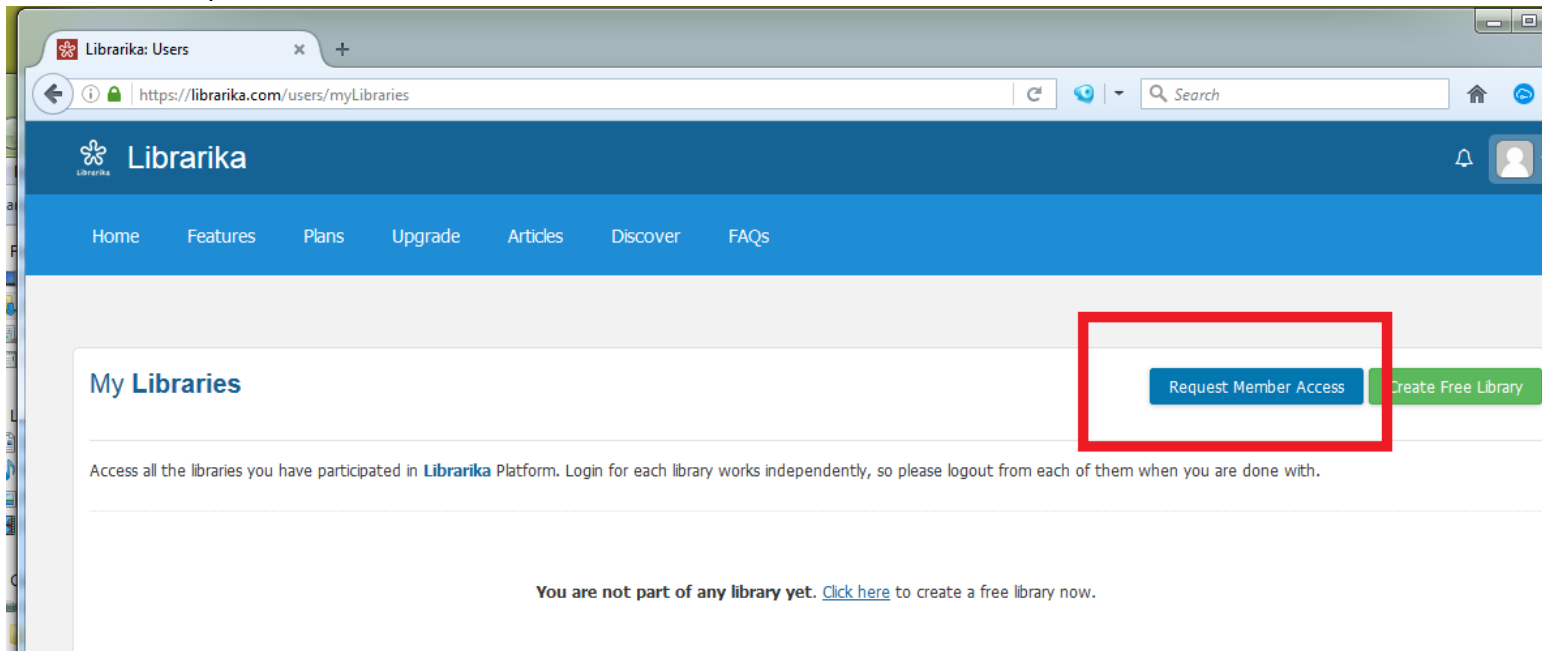 Librarika: Users
https://librarika.com/users/myLibraries
Search
Librarika
Librarika
Home Features Plans Upgrade Articles Discover FAQs
My Libraries
Request Member Access
Create Free Library
Access all the libraries you have participated in Librarika Platform. Login for each library works independently, so please logout from each of them when you are done with.
You are not part of any library yet. Click here to create a free library now.